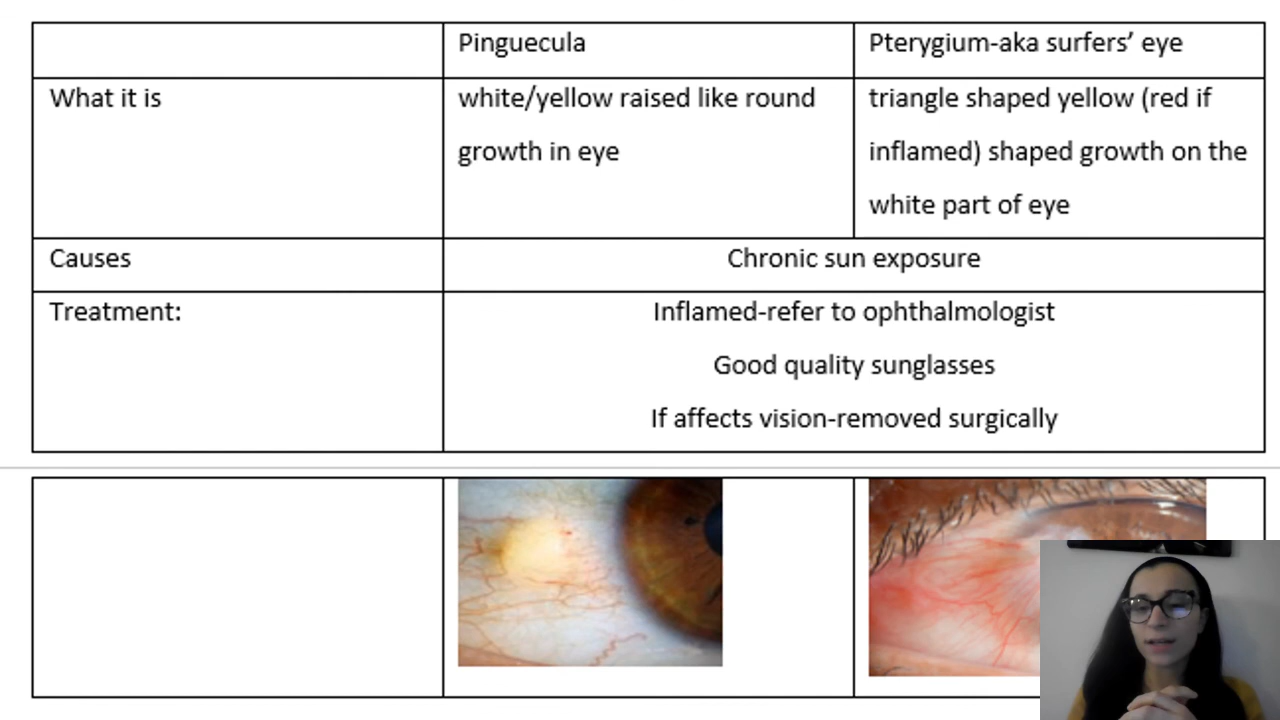 Pinguecula
Pterygium-aka surfers’ eye
What it is
white/yellow raised like round
growth in eye
triangle shaped yellow (red if
inflamed) shaped growth on the
white part of eye
Causes
Chronic sun exposure
Treatment:
Inflamed-refer to ophthalmologist
Good quality sunglasses
If affects vision-removed surgically